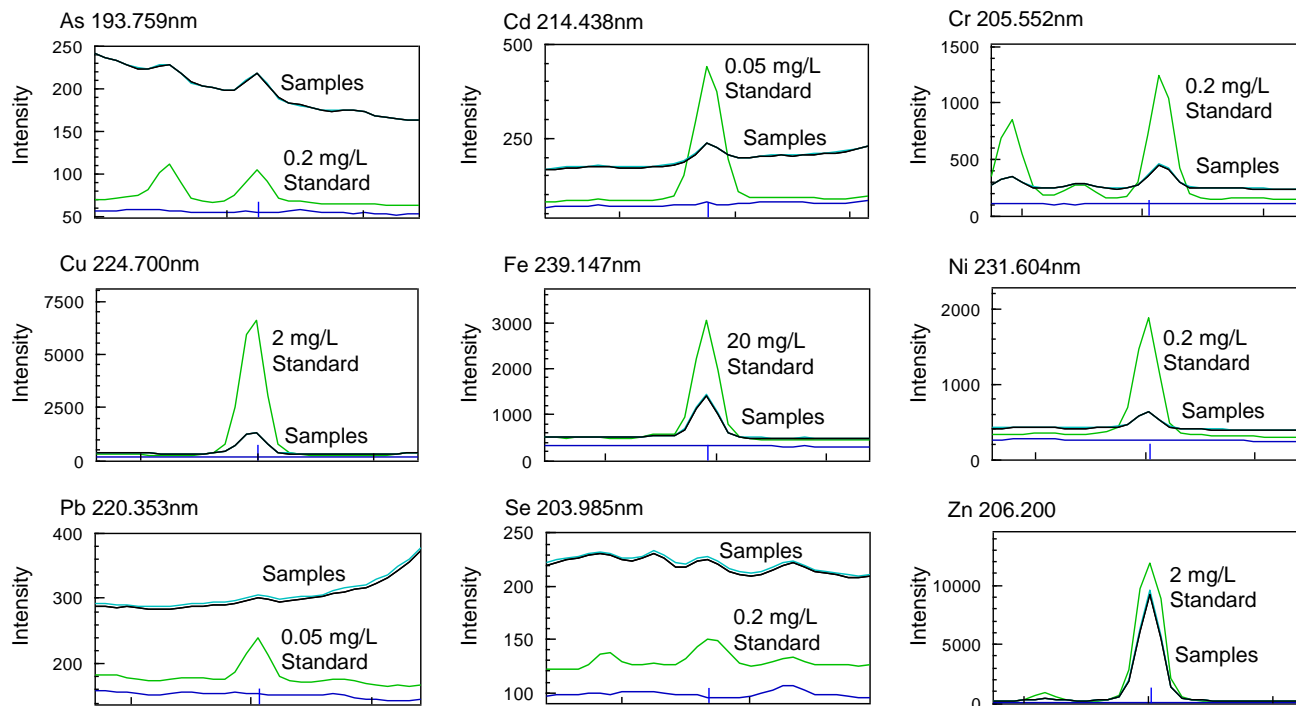 As 193.759nm
250
200
150
100
50
Intensity
Samples
0.2 mg/L
Standard
Cd 214.438nm
500
250
Intensity
0.05 mg/L
Standard
Samples
Cr 205.552nm
1500
1000
500
0
Intensity
0.2 mg/L
Standard
Samples
Cu 224.700nm
7500
5000
2500
0
Intensity
2 mg/L
Standard
Samples
Fe 239.147nm
3000
2000
1000
0
Intensity
20 mg/L
Standard
Samples
Ni 231.604nm
2000
1000
0
Intensity
0.2 mg/L
Standard
Samples
Pb 220.353nm
400
300
200
Intensity
Samples
0.05 mg/L
Standard
Se 203.985nm
250
200
150
100
Intensity
Samples
0.2 mg/L
Standard
Zn 206.200
10000
5000
0
Intensity
2 mg/L
Standard
Samples